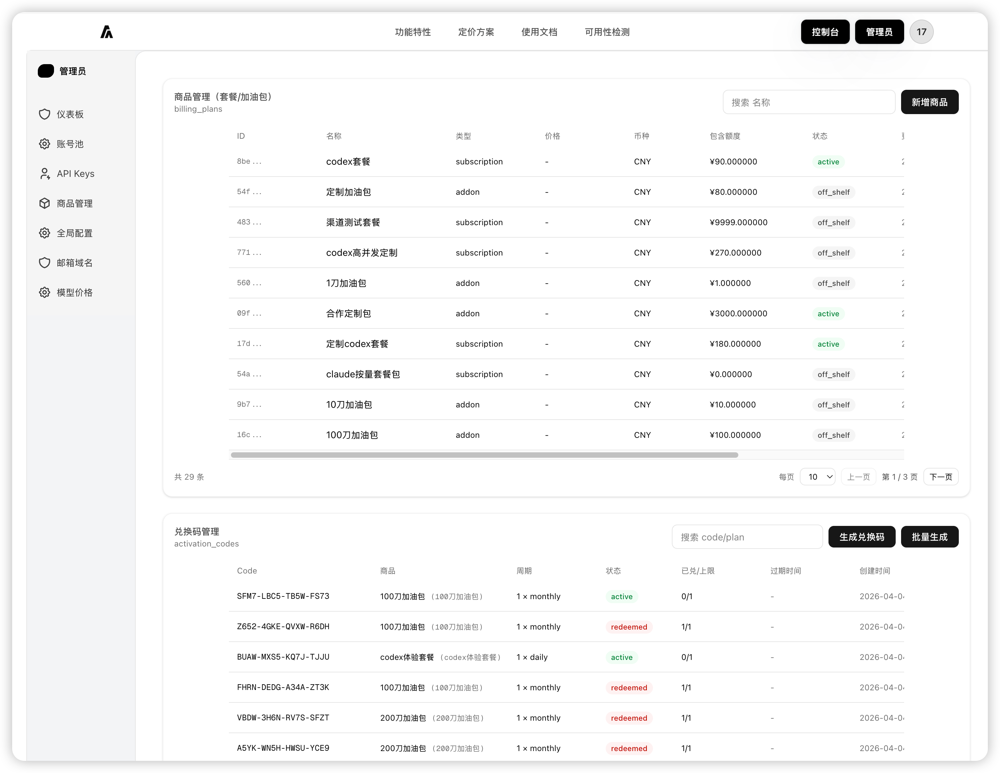 功能特性 定价方案 使用文档 可用性检测 控制台 管理员 17
管理员
仪表板
账号池
API Keys
商品管理
全局配置
邮箱域名
模型价格
商品管理（套餐/加油包）
billing_plans
搜索 名称 新增商品
ID 名称 类型 价格 币种 包含额度 状态
8be ... codex套餐 subscription - CNY ¥90.000000 active
54f ... 定制加油包 addon - CNY ¥80.000000 off_shelf
483 ... 渠道测试套餐 subscription - CNY ¥9999.000000 off_shelf
771 ... codex高并发定制 subscription - CNY ¥270.000000 off_shelf
560 ... 1刀加油包 addon - CNY ¥1.000000 off_shelf
09f ... 合作定制包 addon - CNY ¥3000.000000 active
17d ... 定制codex套餐 subscription - CNY ¥180.000000 active
54a ... claude按量套餐包 subscription - CNY ¥0.000000 off_shelf
9b7 ... 10刀加油包 addon - CNY ¥10.000000 off_shelf
16c ... 100刀加油包 addon - CNY ¥100.000000 off_shelf
共 29 条 每页 10 上一页 第 1 / 3 页 下一页
兑换码管理
activation_codes
搜索 code/plan 生成兑换码 批量生成
Code 商品 周期 状态 已兑/上限 过期时间 创建时间
SFM7-LBC5-TB5W-FS73 100刀加油包 （100刀加油包） 1 × monthly active 0/1 - 2026-04-0
Z652-4GKE-QVXW-R6DH 100刀加油包 （100刀加油包） 1 × monthly redeemed 1/1 - 2026-04-0
BUAW-MXS5-KQ7J-TJJU codex体验套餐 （codex体验套餐） 1 × daily active 0/1 - 2026-04-0
FHRN-DEDG-A34A-ZT3K 100刀加油包 （100刀加油包） 1 × monthly redeemed 1/1 - 2026-04-0
VBDW-3H6N-RV7S-SFZT 200刀加油包 （200刀加油包） 1 × monthly redeemed 1/1 - 2026-04-0
A5YK-WN5H-HWSU-YCE9 200刀加油包 （200刀加油包） 1 × monthly redeemed 1/1 - 2026-04-0